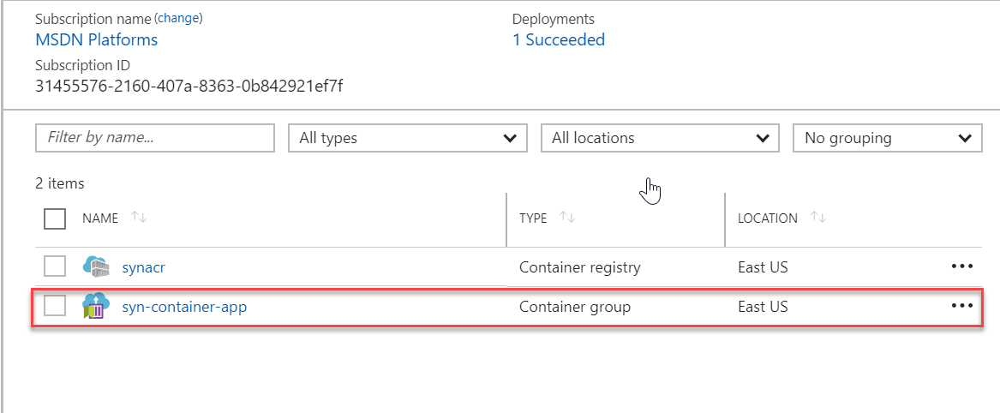 Subscription name (change)
Deployments
MSDN Platforms
1 Succeeded
Subscription ID
31455576-2160-407a-8363-0b842921ef7f
Filter by name...
All types
All locations
No grouping
2 items
NAME
TYPE
LOCATION
synacr
Container registry
East US
syn-container-app
Container group
East US